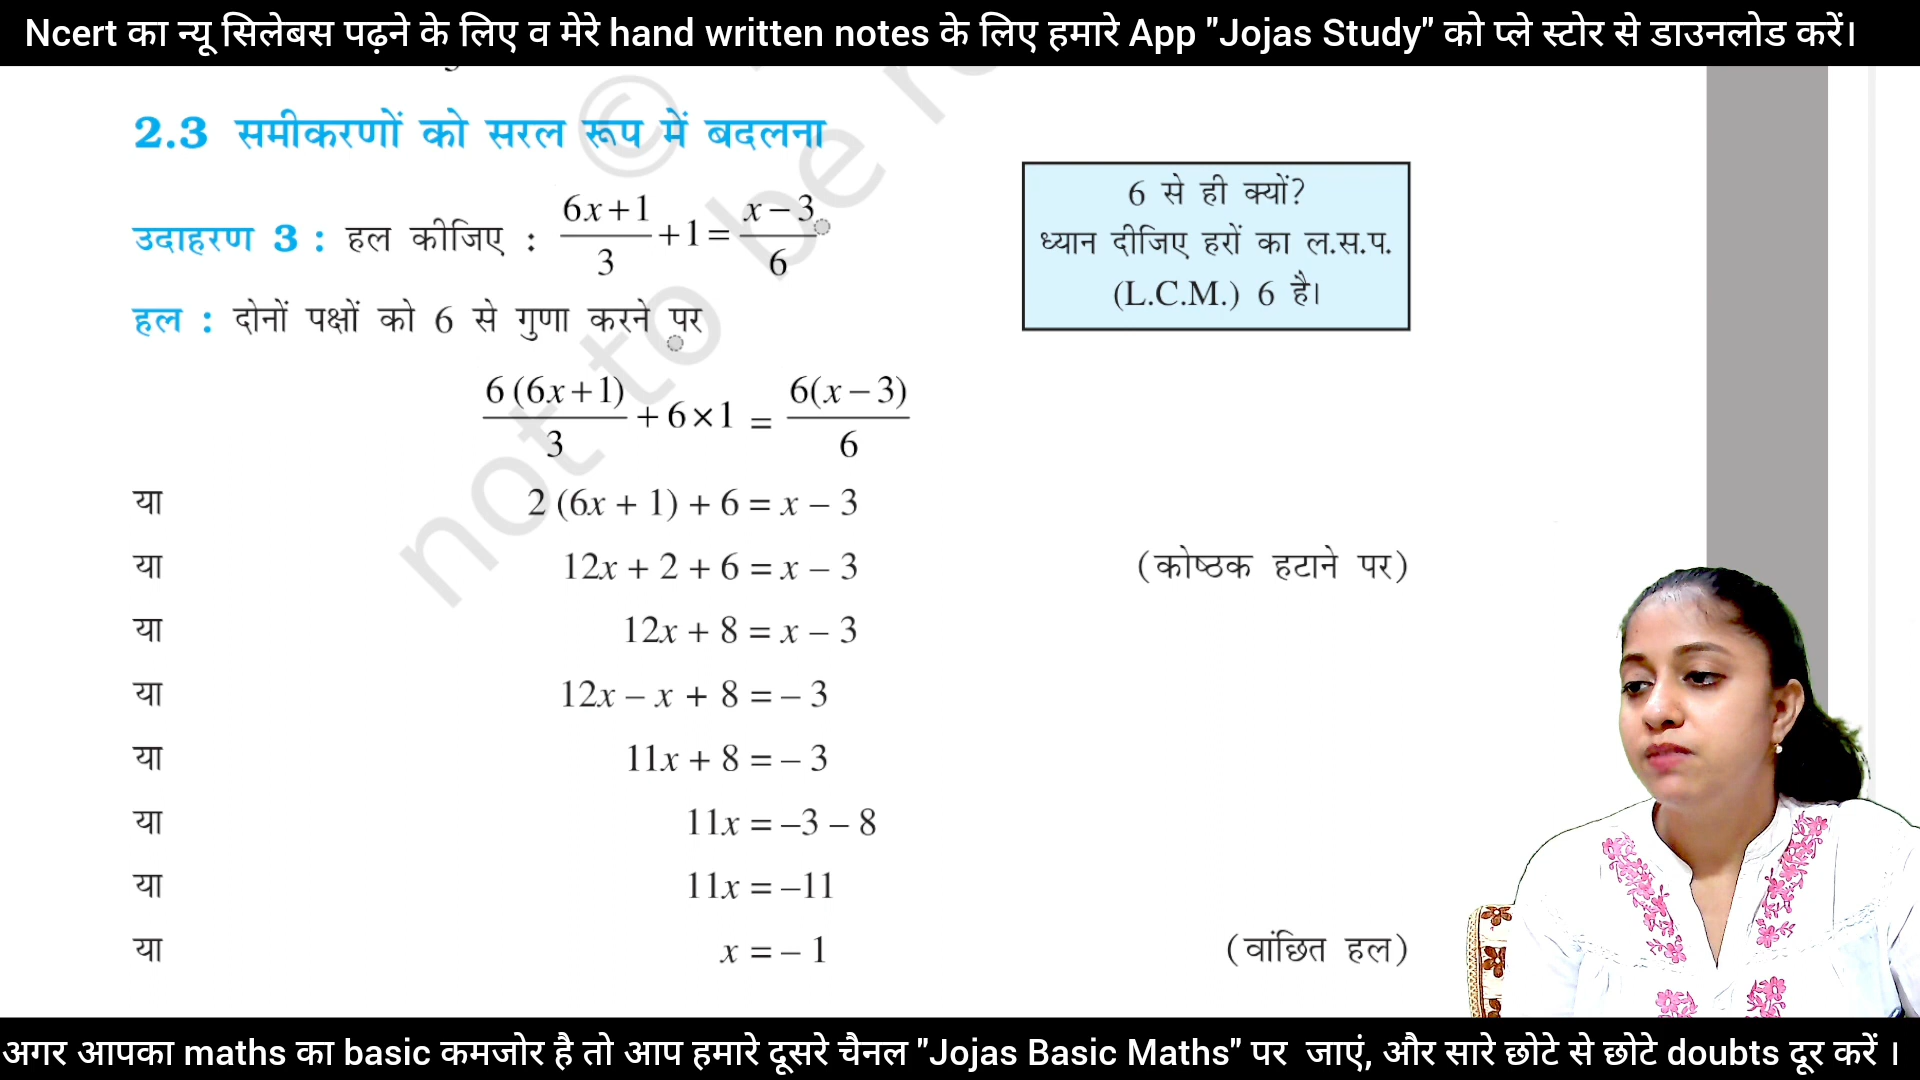 Ncert का न्यू सिलेबस पढ़ने के लिए व मेरे hand written notes के लिए हमारे App "Jojas Study" को प्ले स्टोर से डाउनलोड करें।
2.3 समीकरणों को सरल रूप में बदलना
उदाहरण 3 : हल कीजिए : (6x+1)/3 + 1 = (x – 3)/6
6 से ही क्यों?
ध्यान दीजिए हरों का ल.स.प.
(L.C.M.) 6 है।
हल : दोनों पक्षों को 6 से गुणा करने पर
6 (6x+1)/3 + 6×1 = 6(x – 3)/6
या 2 (6x + 1) + 6 = x – 3
या 12x + 2 + 6 = x – 3 (कोष्ठक हटाने पर)
या 12x + 8 = x – 3
या 12x – x + 8 = – 3
या 11x + 8 = – 3
या 11x = –3 – 8
या 11x = –11
या x = – 1 (वांछित हल)
©
not to be re
अगर आपका maths का basic कमजोर है तो आप हमारे दूसरे चैनल "Jojas Basic Maths" पर जाएं, और सारे छोटे से छोटे doubts दूर करें ।